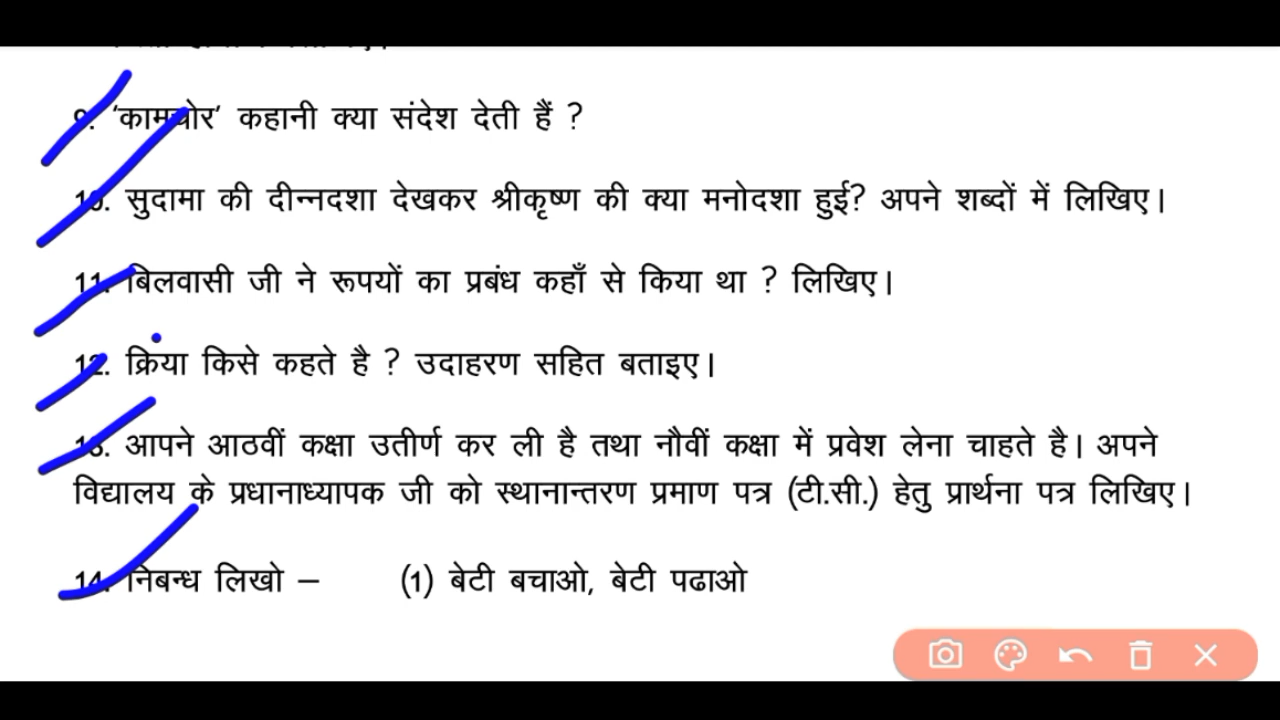 9. 'कामचोर' कहानी क्या संदेश देती हैं ?
10. सुदामा की दीन्नदशा देखकर श्रीकृष्ण की क्या मनोदशा हुई? अपने शब्दों में लिखिए।
11. बिलवासी जी ने रूपयों का प्रबंध कहाँ से किया था ? लिखिए।
12. क्रिया किसे कहते है ? उदाहरण सहित बताइए।
13. आपने आठवीं कक्षा उतीर्ण कर ली है तथा नौवीं कक्षा में प्रवेश लेना चाहते है। अपने
विद्यालय के प्रधानाध्यापक जी को स्थानान्तरण प्रमाण पत्र (टी.सी.) हेतु प्रार्थना पत्र लिखिए।
14. निबन्ध लिखो – (1) बेटी बचाओ, बेटी पढाओ